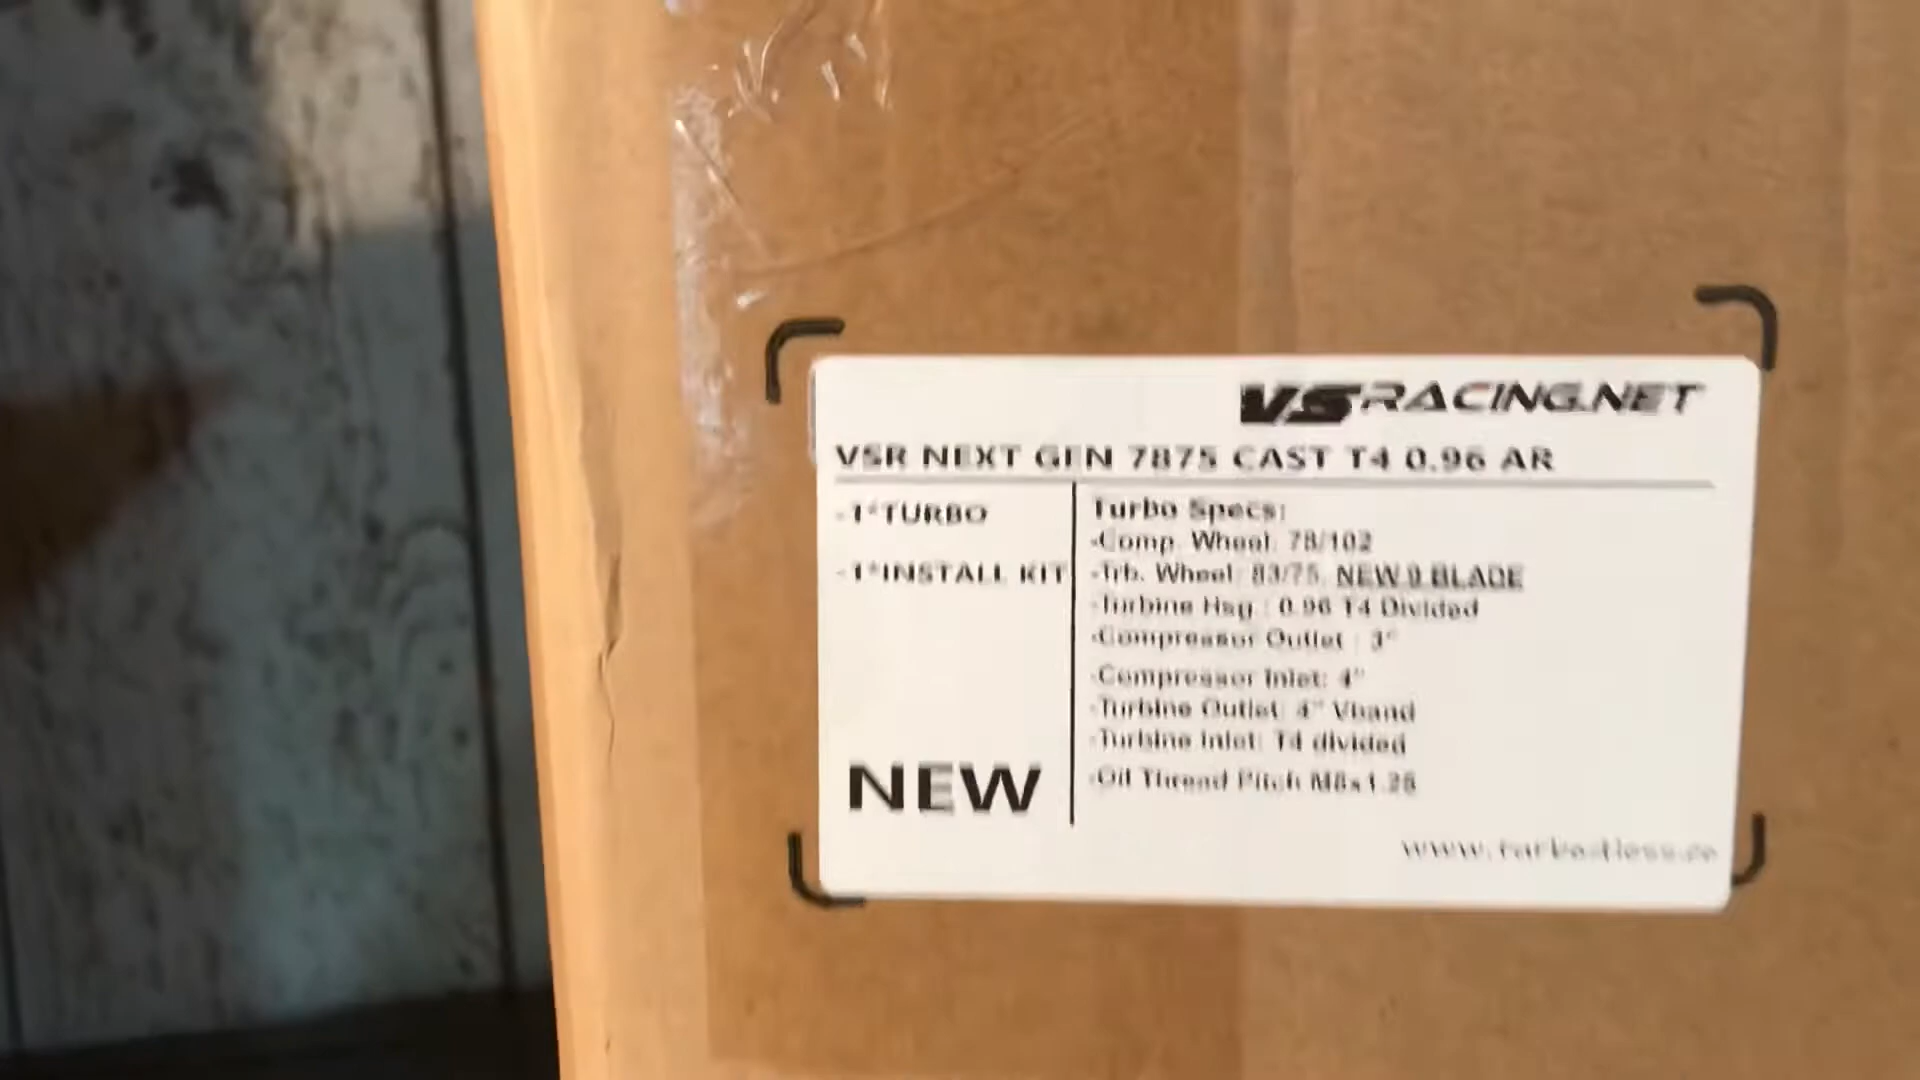 VSRACING.NET
VSR NEXT GEN 7875 CAST T4 0.96 AR
-1*TURBO
-1*INSTALL KIT
NEW
Turbo Specs:
-Comp. Wheel: 78/102
-Trb. Wheel: 83/75, NEW 9 BLADE
-Turbine Hsg.: 0.96 T4 Divided
-Compressor Outlet : 3"
-Compressor Inlet: 4"
-Turbine Outlet: 4" Vband
-Turbine Inlet: T4 divided
-Oil Thread Pitch M8x1.25